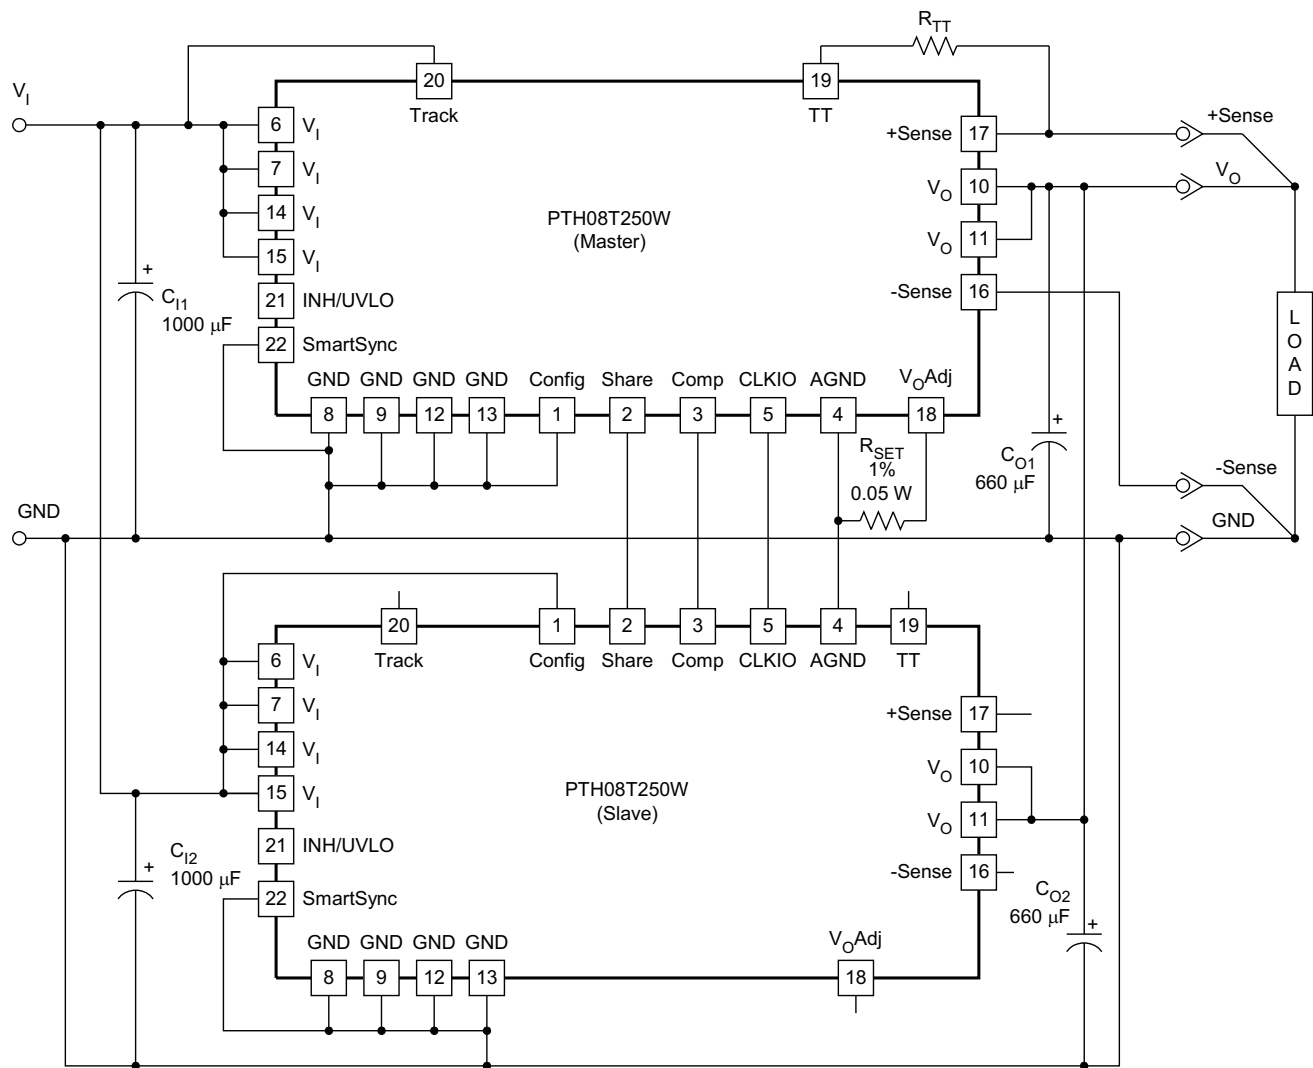 R_TT
20
19
V_I
Track
TT
6 V_I
+Sense 17
+Sense
7 V_I
V_O 10
V_O
14 V_I
PTH08T250W
(Master)
15 V_I
V_O 11
+
C_I1
1000 µF
21 INH/UVLO
-Sense 16
22 SmartSync
LOAD
GND GND GND GND Config Share Comp CLKIO AGND V_OAdj
8 9 12 13 1 2 3 5 4 18
+
C_O1
660 µF
R_SET
1%
0.05 W
-Sense
GND
GND
20 1 2 3 5 4 19
Track Config Share Comp CLKIO AGND TT
6 V_I
7 V_I
+Sense 17
14 V_I
V_O 10
15 V_I
PTH08T250W
(Slave)
V_O 11
21 INH/UVLO
+
C_I2
1000 µF
-Sense 16
22 SmartSync
C_O2
660 µF
+
GND GND GND GND
V_OAdj
8 9 12 13
18